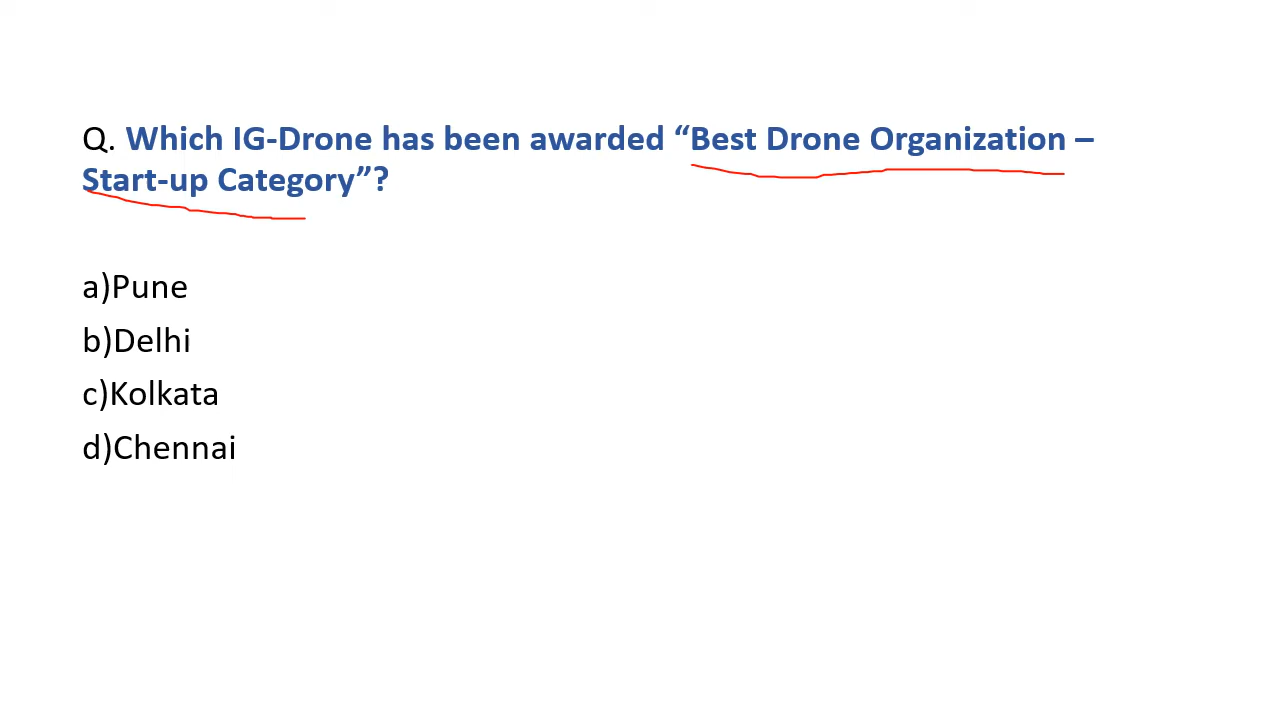 Q. Which IG-Drone has been awarded “Best Drone Organization –
Start-up Category”?
a)Pune
b)Delhi
c)Kolkata
d)Chennai